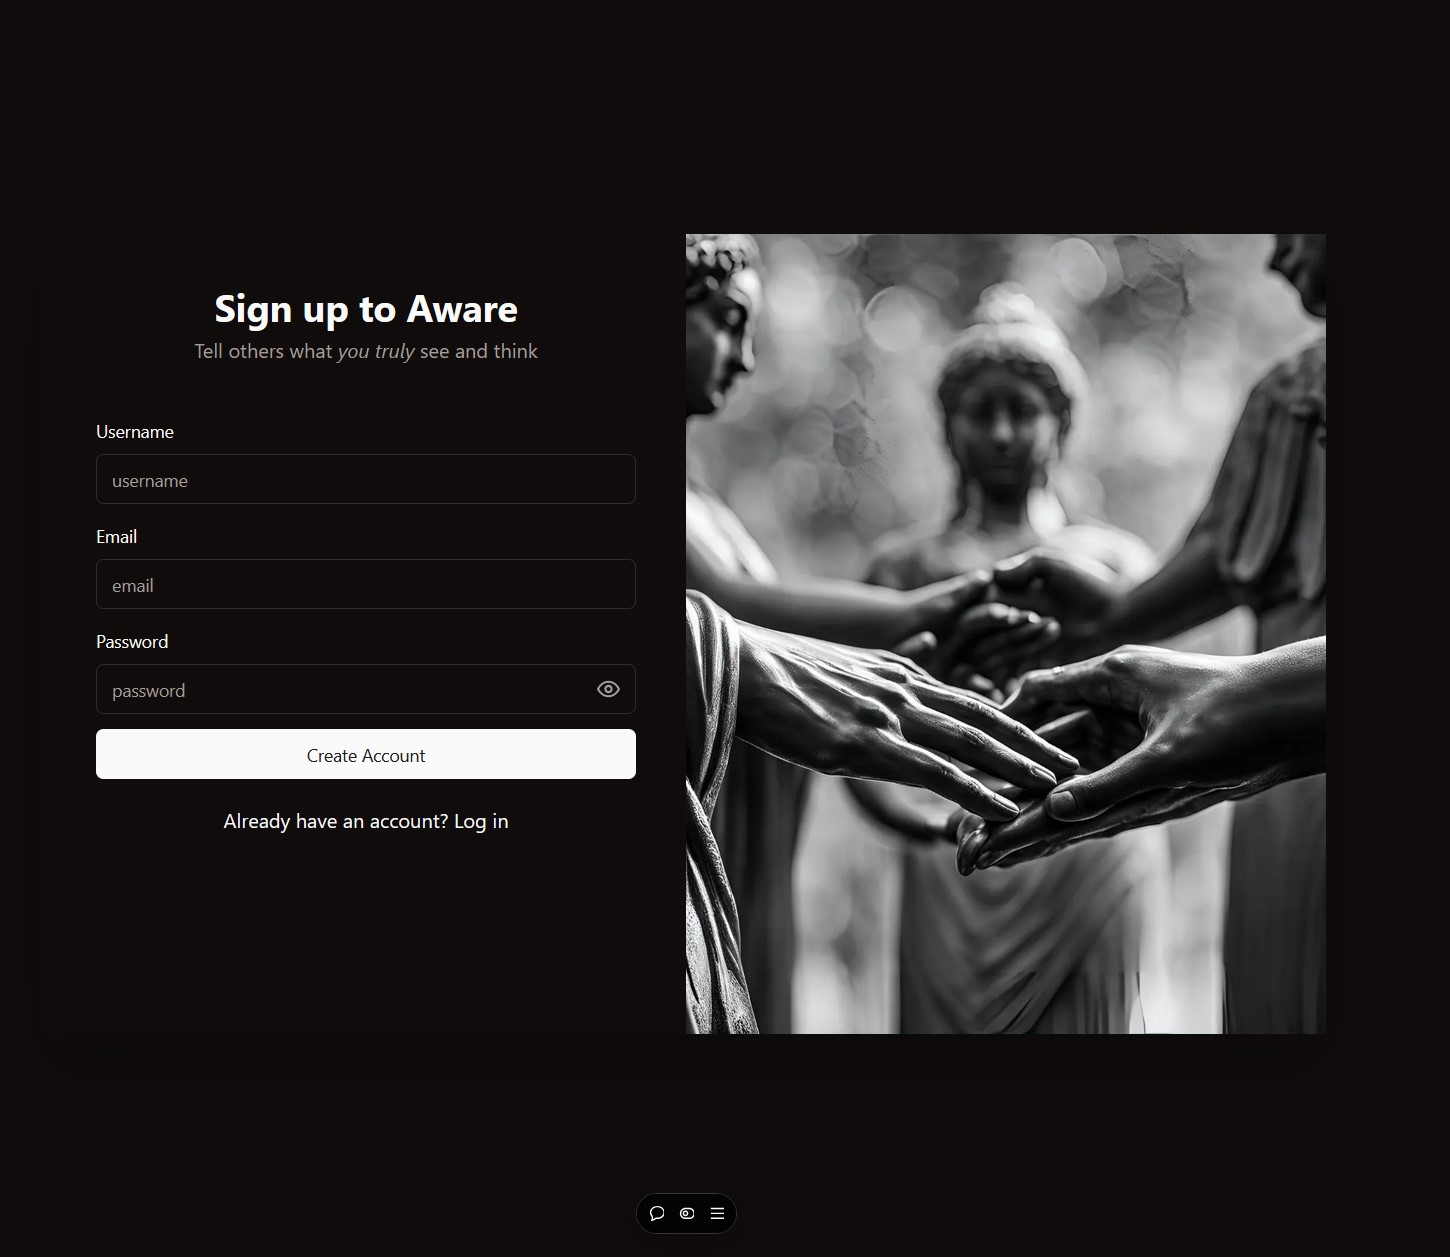 Sign up to Aware
Tell others what you truly see and think
Username
username
Email
email
Password
password
Create Account
Already have an account? Log in